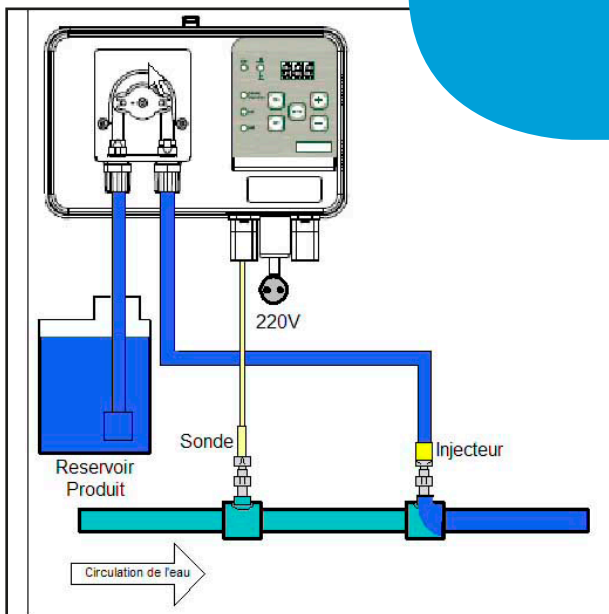 220V
Sonde
Injecteur
Reservoir
Produit
Circulation de l'eau